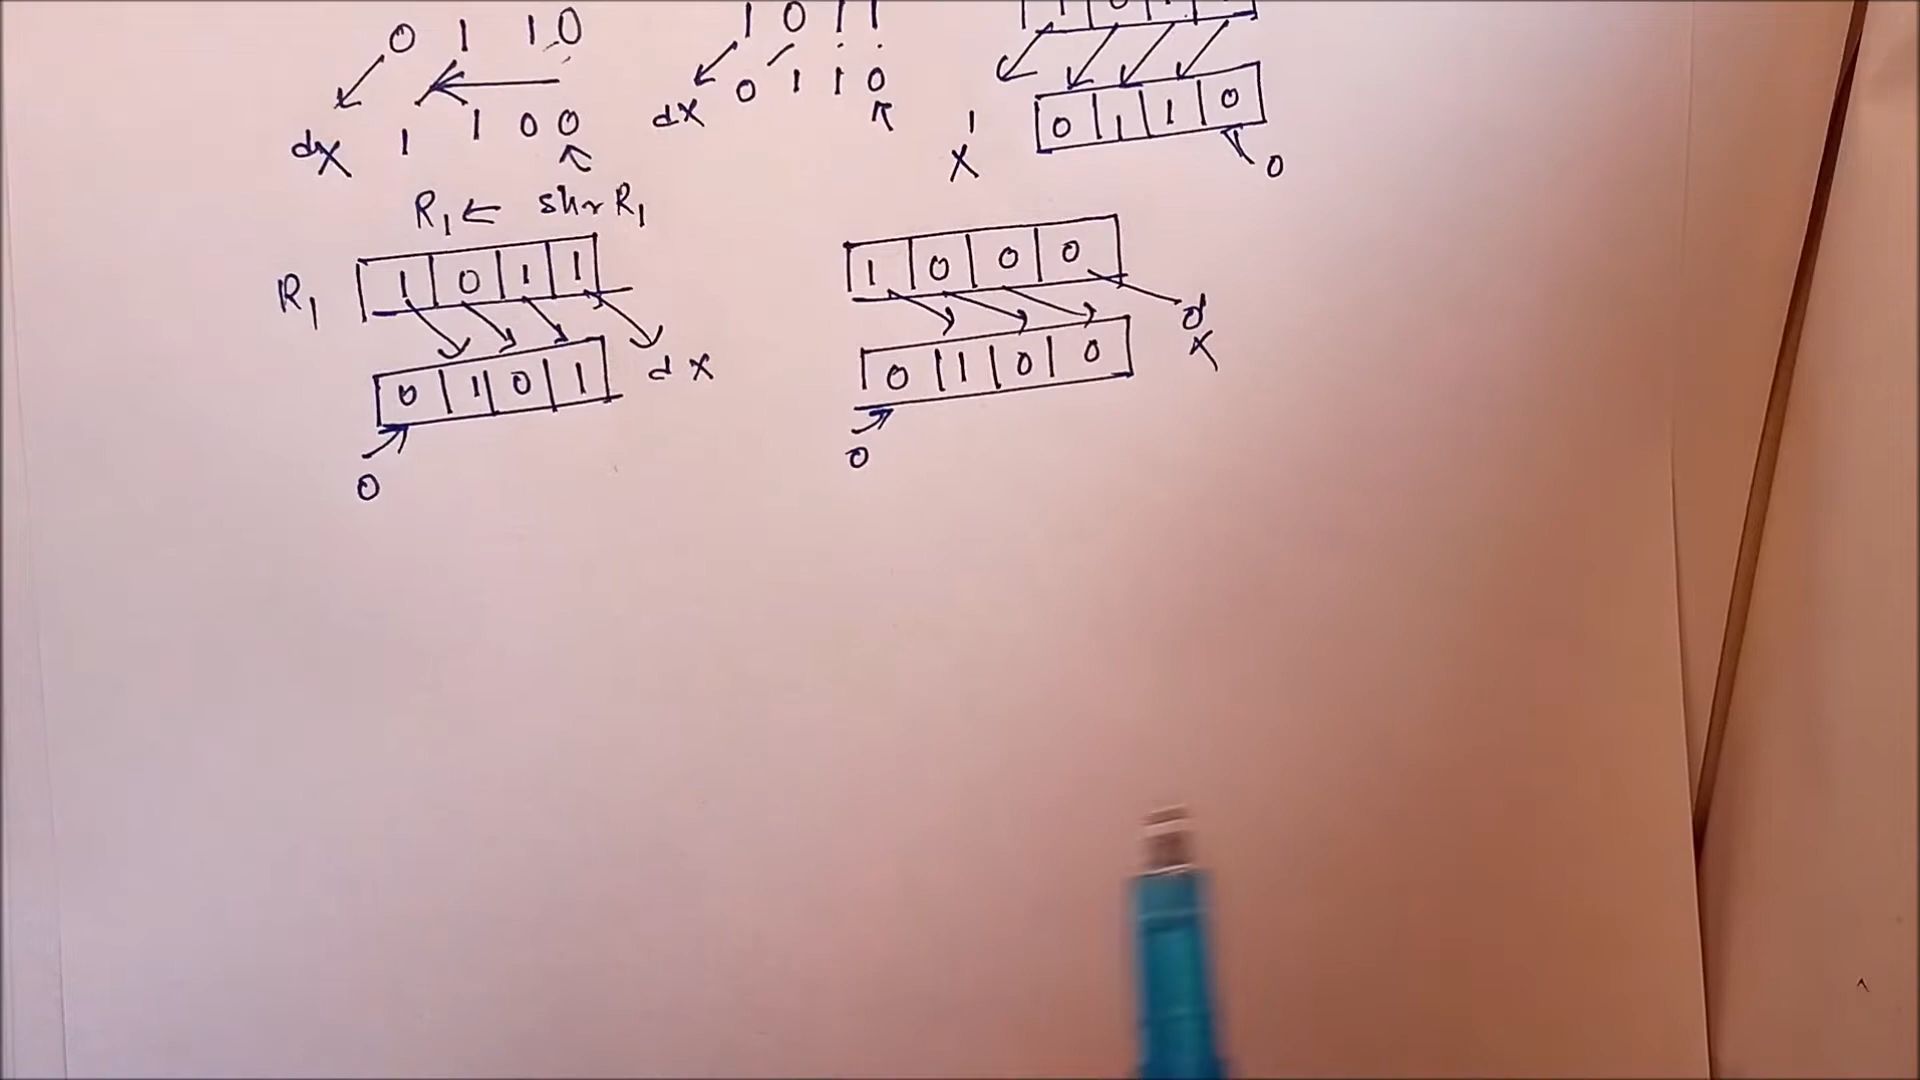 0 1 1 0
dX 1 1 0 0
1 0 1 1
dX 0 1 1 0
1 0 1 1 0
X 0
R1 ← shr R1
R1 1 0 1 1
0 1 0 1 d X
0
1 0 0 0
d
X
0 1 0 0
0